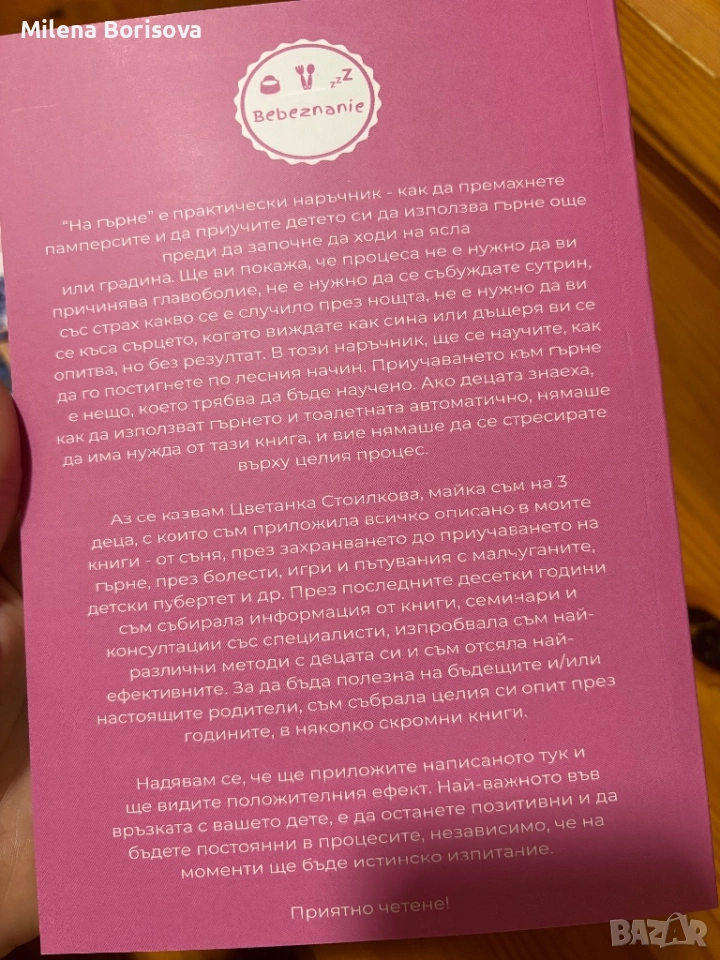 Milena Borisova
zzZ
Bebeznanie
“На гърне” е практически наръчник - как да премахнете
памперсите и да приучите детето си да използва гърне още
преди да започне да ходи на ясла
или градина. Ще ви покажа, че процеса не е нужно да ви
причинява главоболие, не е нужно да се събуждате сутрин,
със страх какво се е случило през нощта, не е нужно да ви
се къса сърцето, когато виждате как сина или дъщеря ви се
опитва, но без резултат. В този наръчник, ще се научите, как
да го постигнете по лесния начин. Приучаването към гърне
е нещо, което трябва да бъде научено. Ако децата знаеха,
как да използват гърнето и тоалетната автоматично, нямаше
да има нужда от тази книга, и вие нямаше да се стресирате
върху целия процес.
Аз се казвам Цветанка Стоилкова, майка съм на 3
деца, с които съм приложила всичко описано в моите
книги - от съня, през захранването до приучаването на
гърне, през болести, игри и пътувания с малчуганите,
детски пубертет и др. През последните десетки години
съм събирала информация от книги, семинари и
консултации със специалисти, изпробвала съм най-
различни методи с децата си и съм отсяла най-
ефективните. За да бъда полезна на бъдещите и/или
настоящите родители, съм събрала целия си опит през
годините, в няколко скромни книги.
Надявам се, че ще приложите написаното тук и
ще видите положителния ефект. Най-важното във
връзката с вашето дете, е да останете позитивни и да
бъдете постоянни в процесите, независимо, че на
моменти ще бъде истинско изпитание.
Приятно четене!
BAZAR